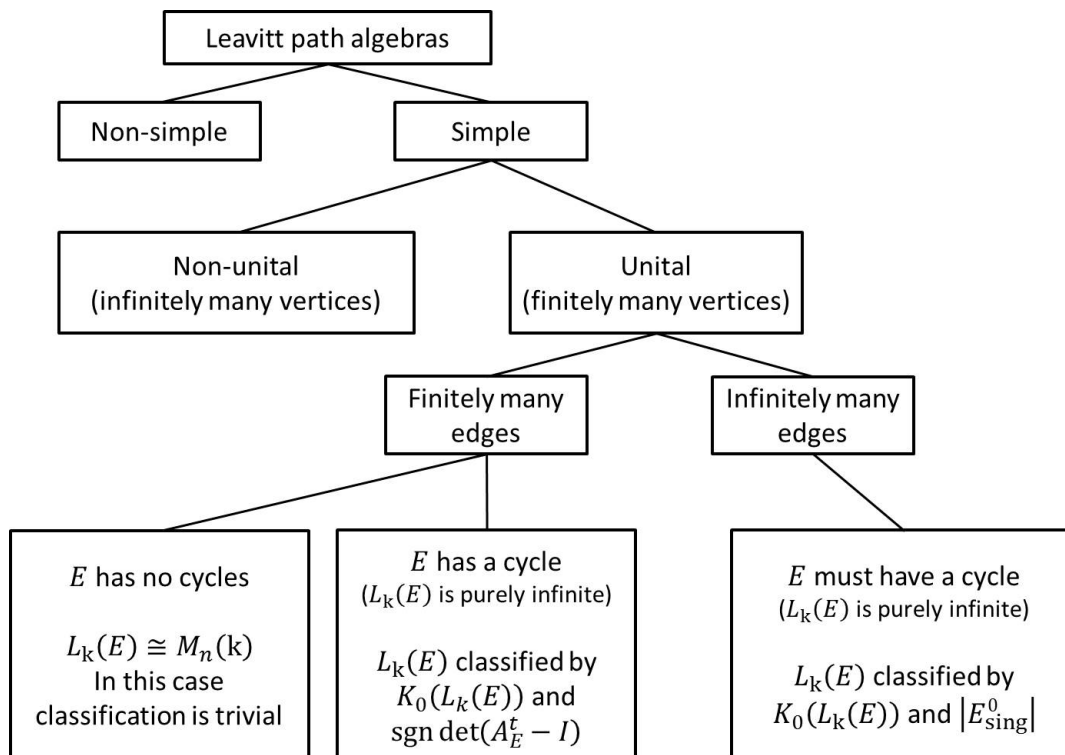 Leavitt path algebras
Non-simple
Simple
Non-unital
(infinitely many vertices)
Unital
(finitely many vertices)
Finitely many
edges
Infinitely many
edges
E has no cycles
L_k(E) ≅ M_n(k)
In this case
classification is trivial
E has a cycle
(L_k(E) is purely infinite)
L_k(E) classified by
K_0(L_k(E)) and
sgn det(A_E^t − I)
E must have a cycle
(L_k(E) is purely infinite)
L_k(E) classified by
K_0(L_k(E)) and |E_sing^0|